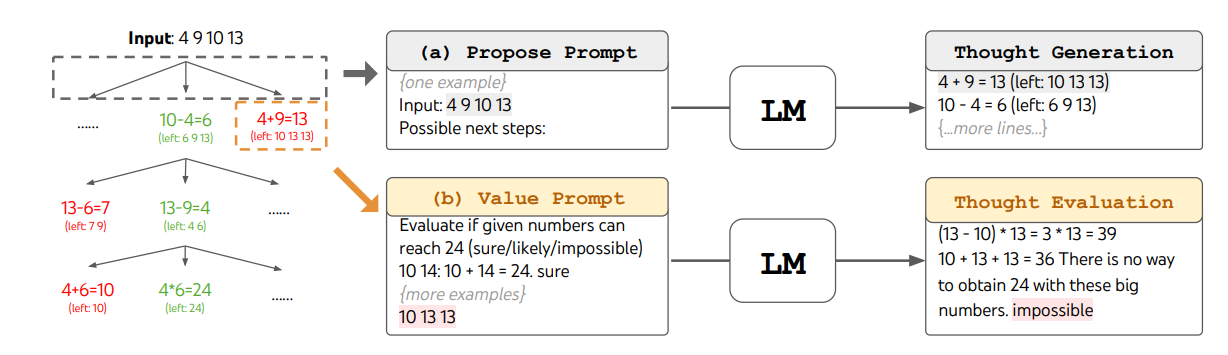 Input: 4 9 10 13
......
10-4=6
(left: 6 9 13)
4+9=13
(left: 10 13 13)
13-6=7
(left: 7 9)
13-9=4
(left: 4 6)
......
4+6=10
(left: 10)
4*6=24
(left: 24)
......
(a) Propose Prompt
{one example}
Input: 4 9 10 13
Possible next steps:
LM
Thought Generation
4 + 9 = 13 (left: 10 13 13)
10 - 4 = 6 (left: 6 9 13)
{...more lines...}
(b) Value Prompt
Evaluate if given numbers can
reach 24 (sure/likely/impossible)
10 14: 10 + 14 = 24. sure
{more examples}
10 13 13
LM
Thought Evaluation
(13 - 10) * 13 = 3 * 13 = 39
10 + 13 + 13 = 36 There is no way
to obtain 24 with these big
numbers. impossible